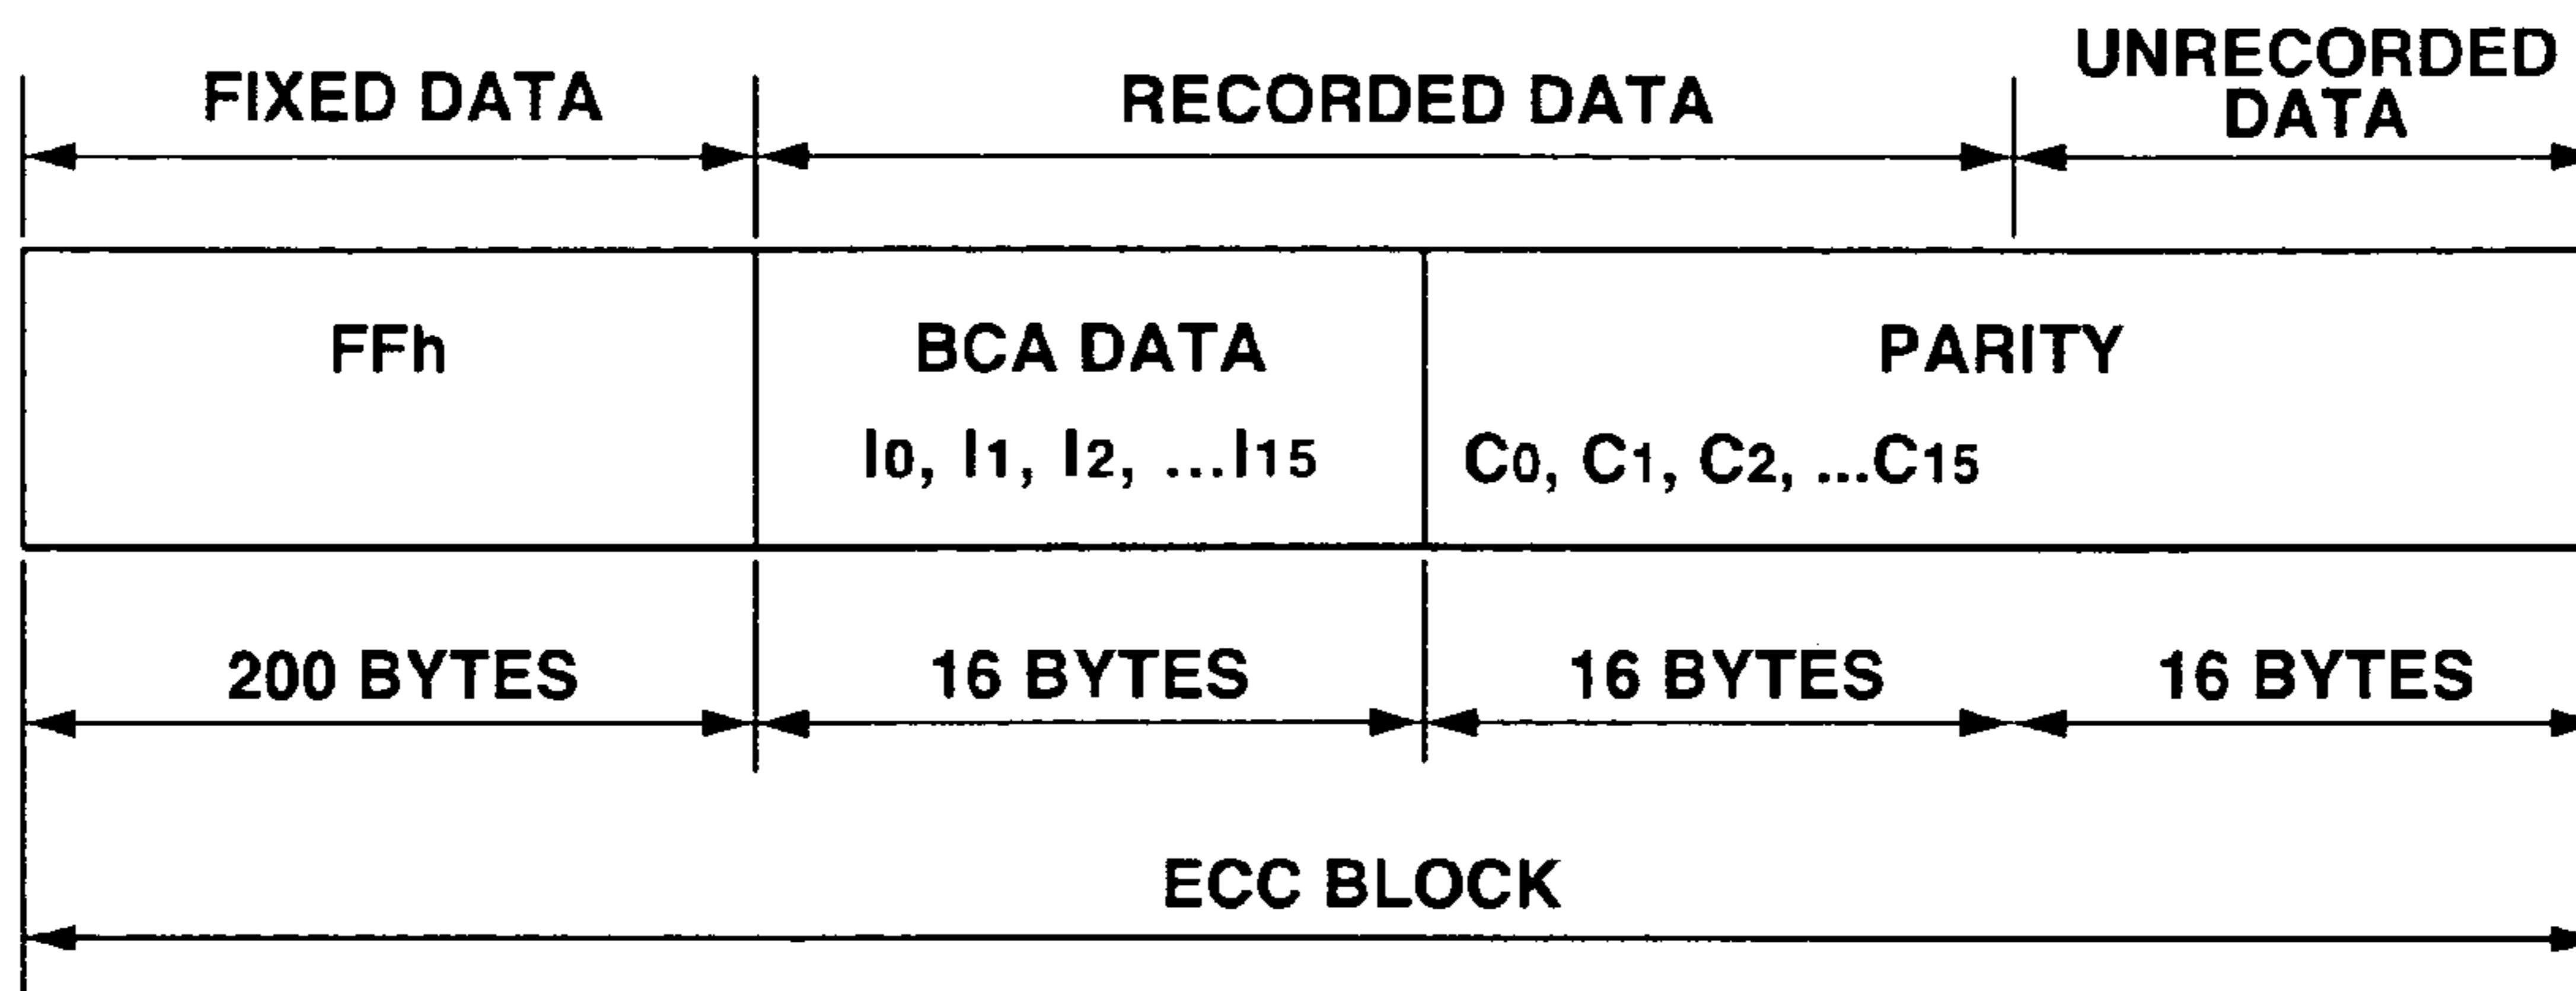 FIXED DATA
RECORDED DATA
UNRECORDED
DATA
FFh
BCA DATA
PARITY
I0, I1, I2, ...I15
C0, C1, C2, ...C15
200 BYTES
16 BYTES
16 BYTES
16 BYTES
ECC BLOCK